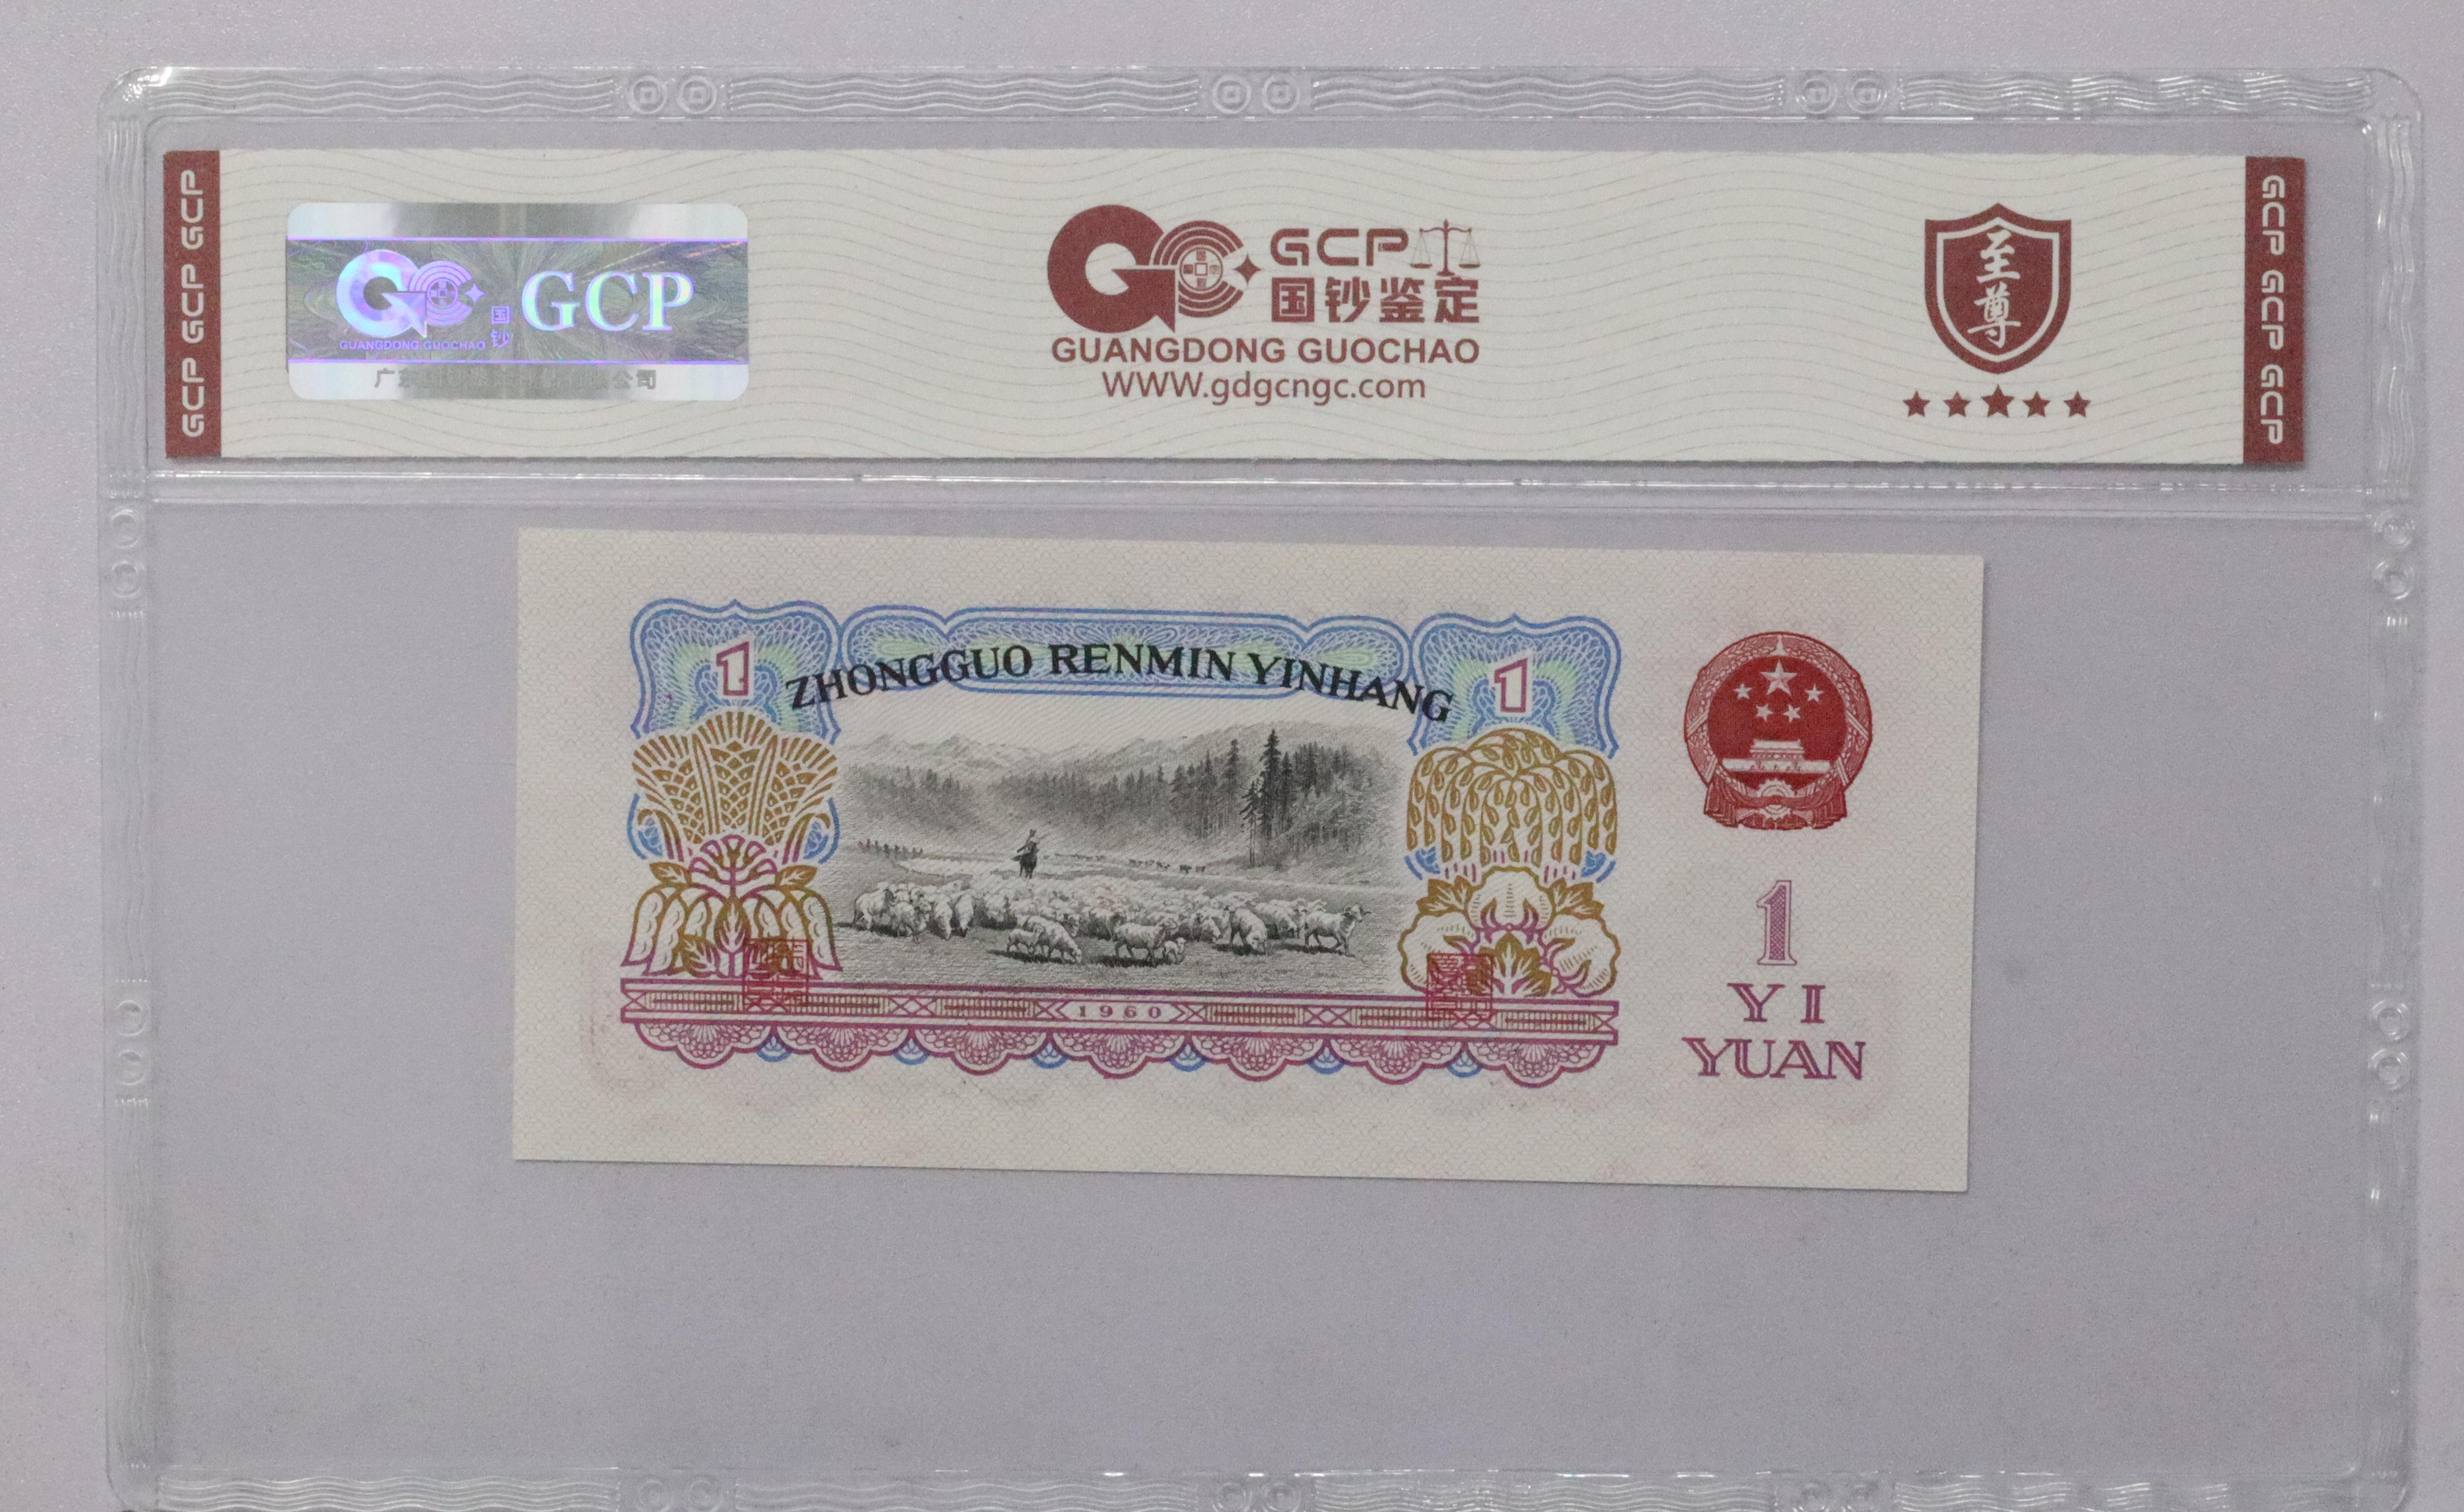 GCP GCP GCP
GCP
国钞
GUANGDONG GUOCHAO
GCP
国钞鉴定
GUANGDONG GUOCHAO
WWW.gdgcngc.com
至尊
GCP GCP GCP
1
ZHONGGUO RENMIN YINHANG
1
1960
1
YI
YUAN